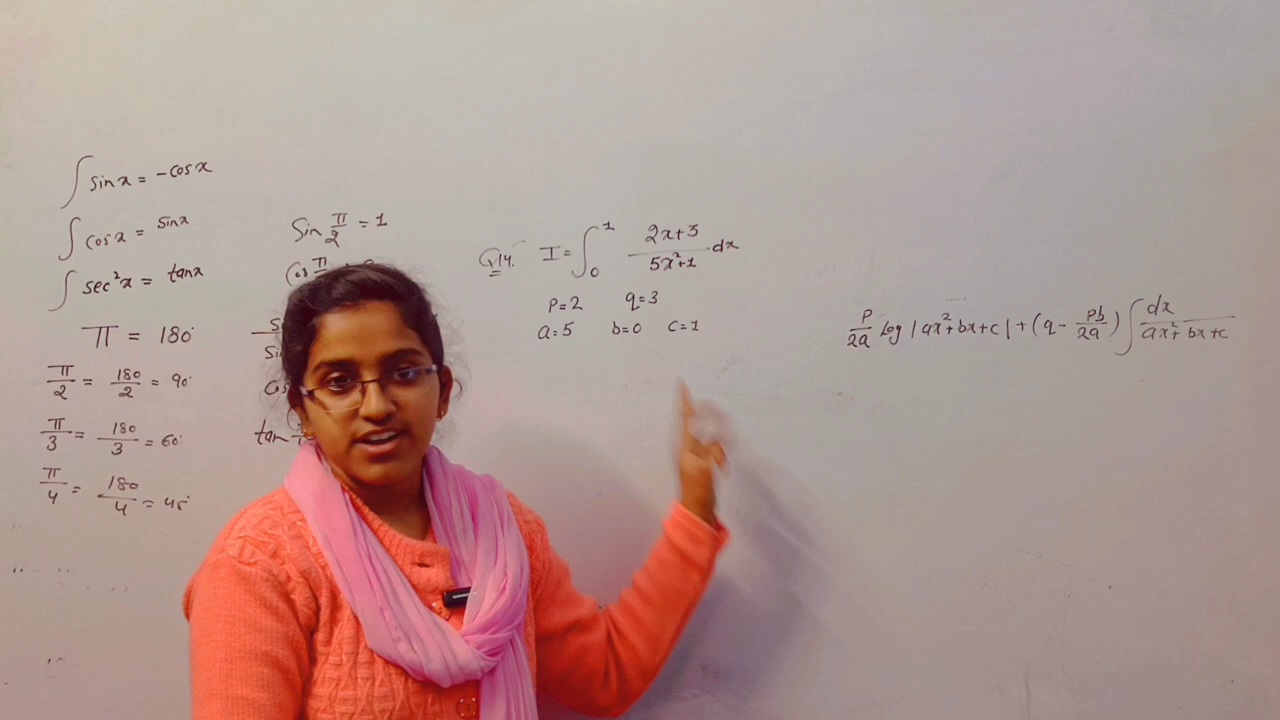 ∫ sin x = -cos x
∫ cos x = sin x
∫ sec²x = tan x
π = 180°
π/2 = 180/2 = 90°
π/3 = 180/3 = 60°
π/4 = 180/4 = 45°
Sin π/2 = 1
tan
Q14. I = ∫₀¹ (2x+3)/(5x²+1) dx
P=2 q=3
a=5 b=0 c=1
P/2a log |ax²+bx+c| + (q - pb/2a) ∫ dx/(ax²+bx+c)